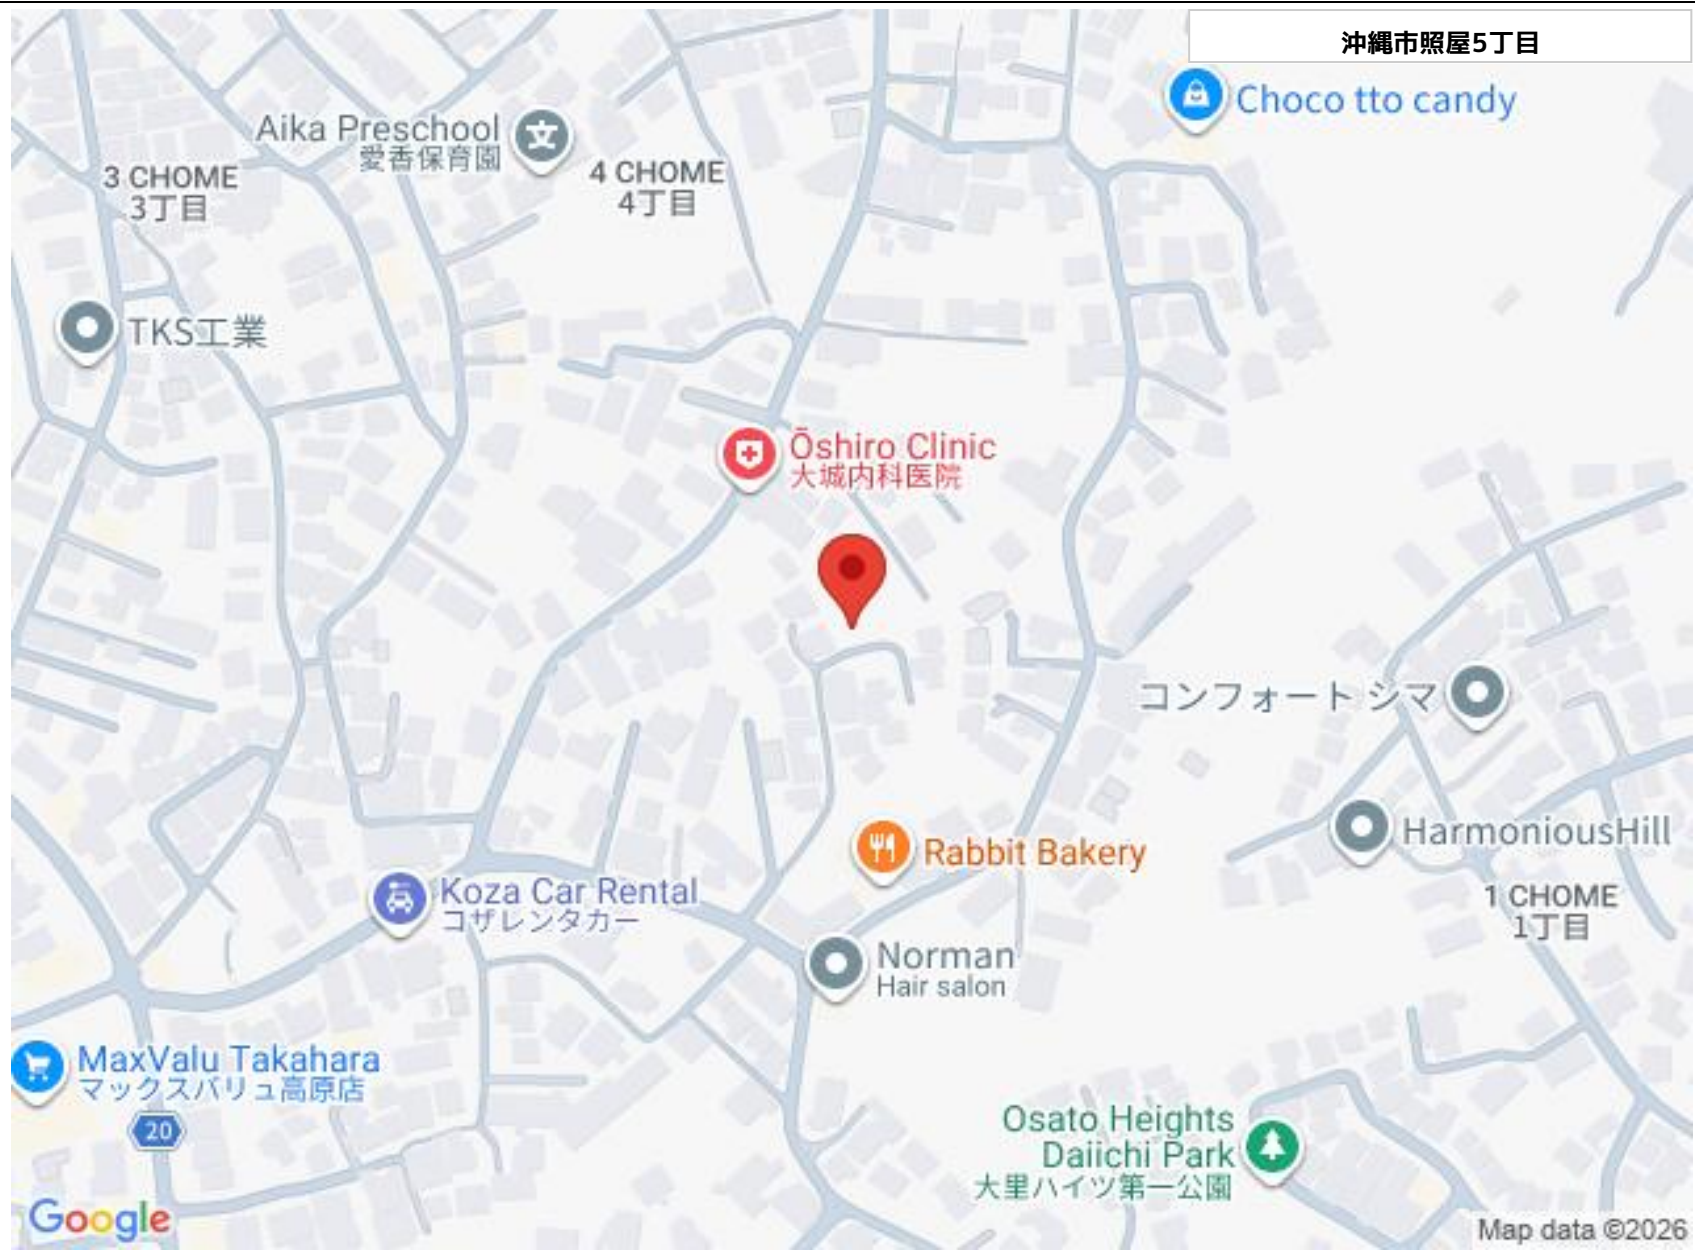 沖縄市照屋5丁目
Choco tto candy
Aika Preschool
愛香保育園
3 CHOME
3丁目
4 CHOME
4丁目
TKS工業
Ōshiro Clinic
大城内科医院
コンフォート シマ
HarmoniousHill
Rabbit Bakery
1 CHOME
1丁目
Koza Car Rental
コザレンタカー
Norman
Hair salon
MaxValu Takahara
マックスバリュ高原店
20
Osato Heights
Daiichi Park
大里ハイツ第一公園
Google
Map data ©2026